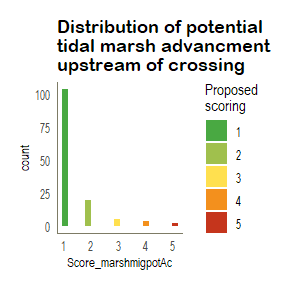 Distribution of potential
tidal marsh advancment
upstream of crossing
Proposed
scoring
1
2
3
4
5
count
100
75
50
25
0
1 2 3 4 5
Score_marshmigpotAc